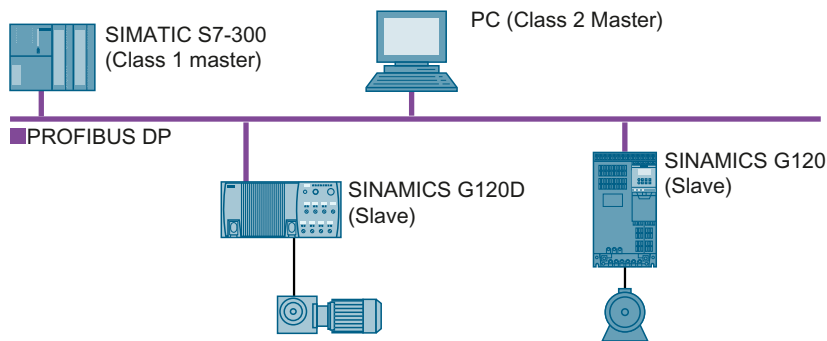 SIMATIC S7-300
(Class 1 master)
PC (Class 2 Master)
PROFIBUS DP
SINAMICS G120D
(Slave)
SINAMICS G120
(Slave)